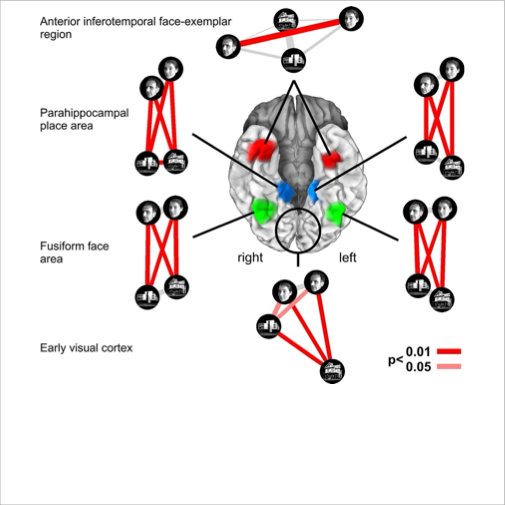 Anterior inferotemporal face-exemplar
region
Parahippocampal
place area
Fusiform face
area
right
left
Early visual cortex
p<
0.01
0.05